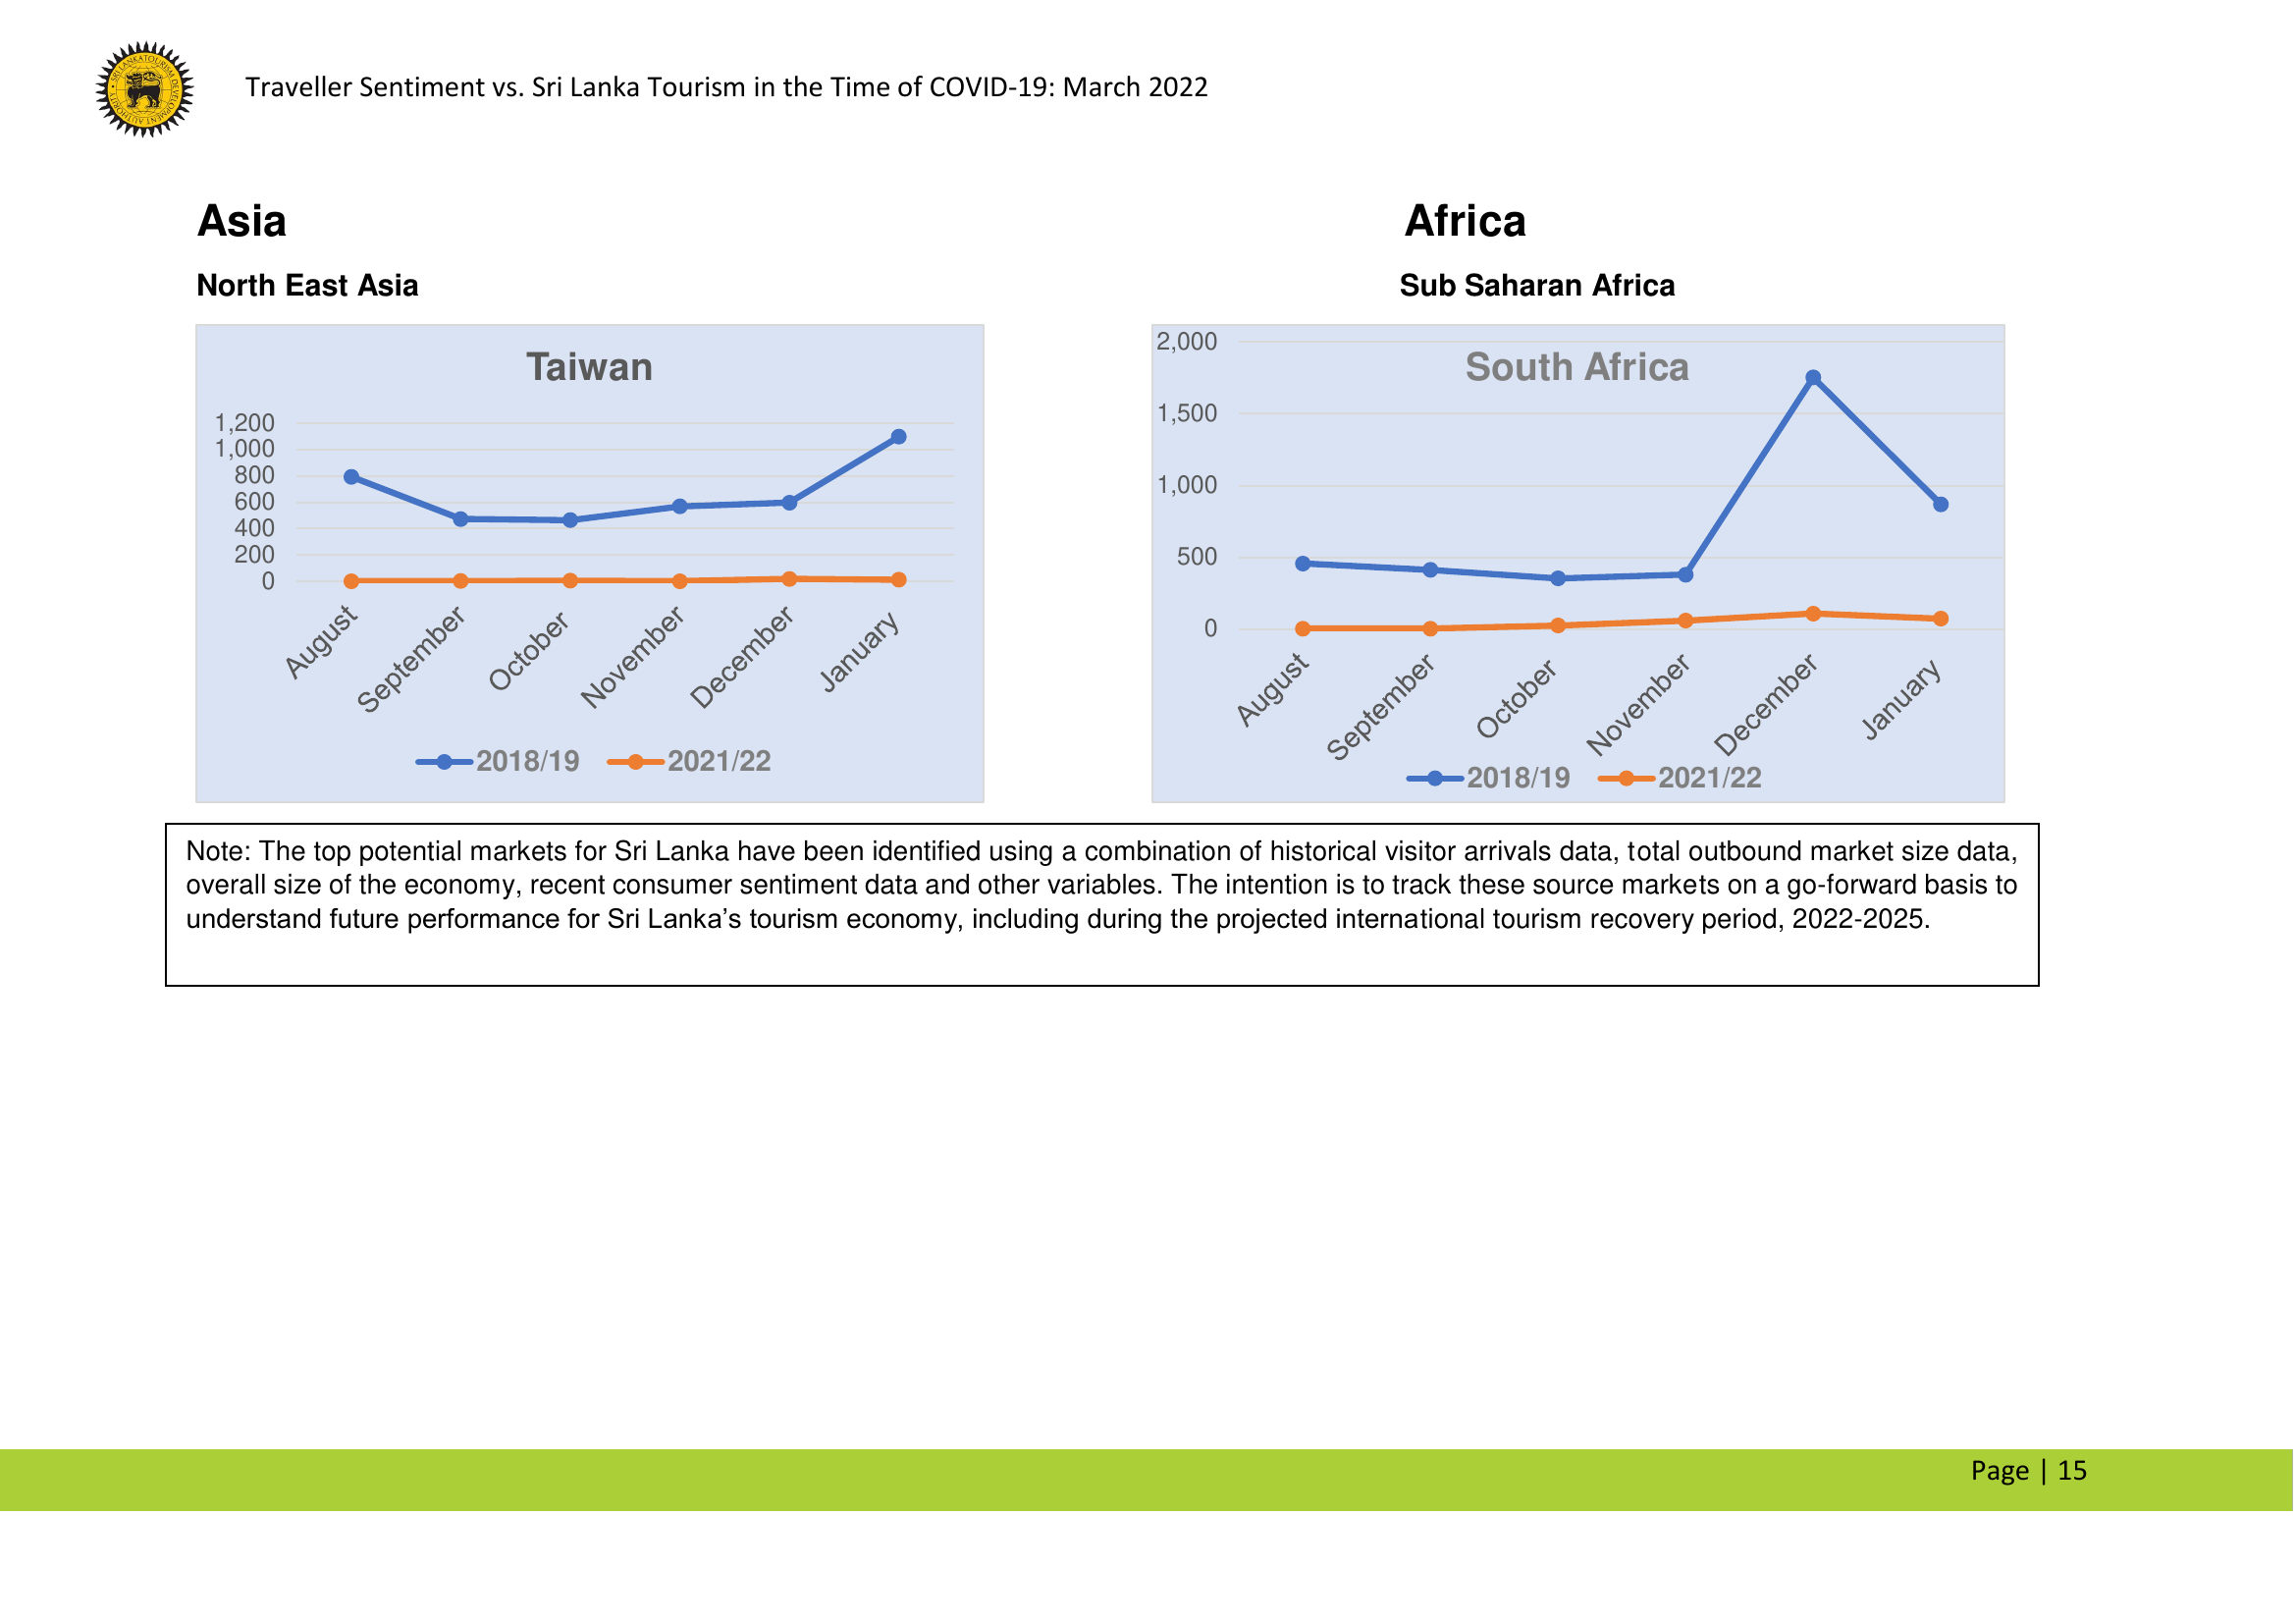 SRI LANKA TOURISM DEVELOPMENT AUTHORITY
Traveller Sentiment vs. Sri Lanka Tourism in the Time of COVID-19: March 2022
Asia
North East Asia
Taiwan
1,200
1,000
800
600
400
200
0
August
September
October
November
December
January
2018/19
2021/22
Africa
Sub Saharan Africa
South Africa
2,000
1,500
1,000
500
0
August
September
October
November
December
January
2018/19
2021/22
Note: The top potential markets for Sri Lanka have been identified using a combination of historical visitor arrivals data, total outbound market size data,
overall size of the economy, recent consumer sentiment data and other variables. The intention is to track these source markets on a go-forward basis to
understand future performance for Sri Lanka’s tourism economy, including during the projected international tourism recovery period, 2022-2025.
Page | 15